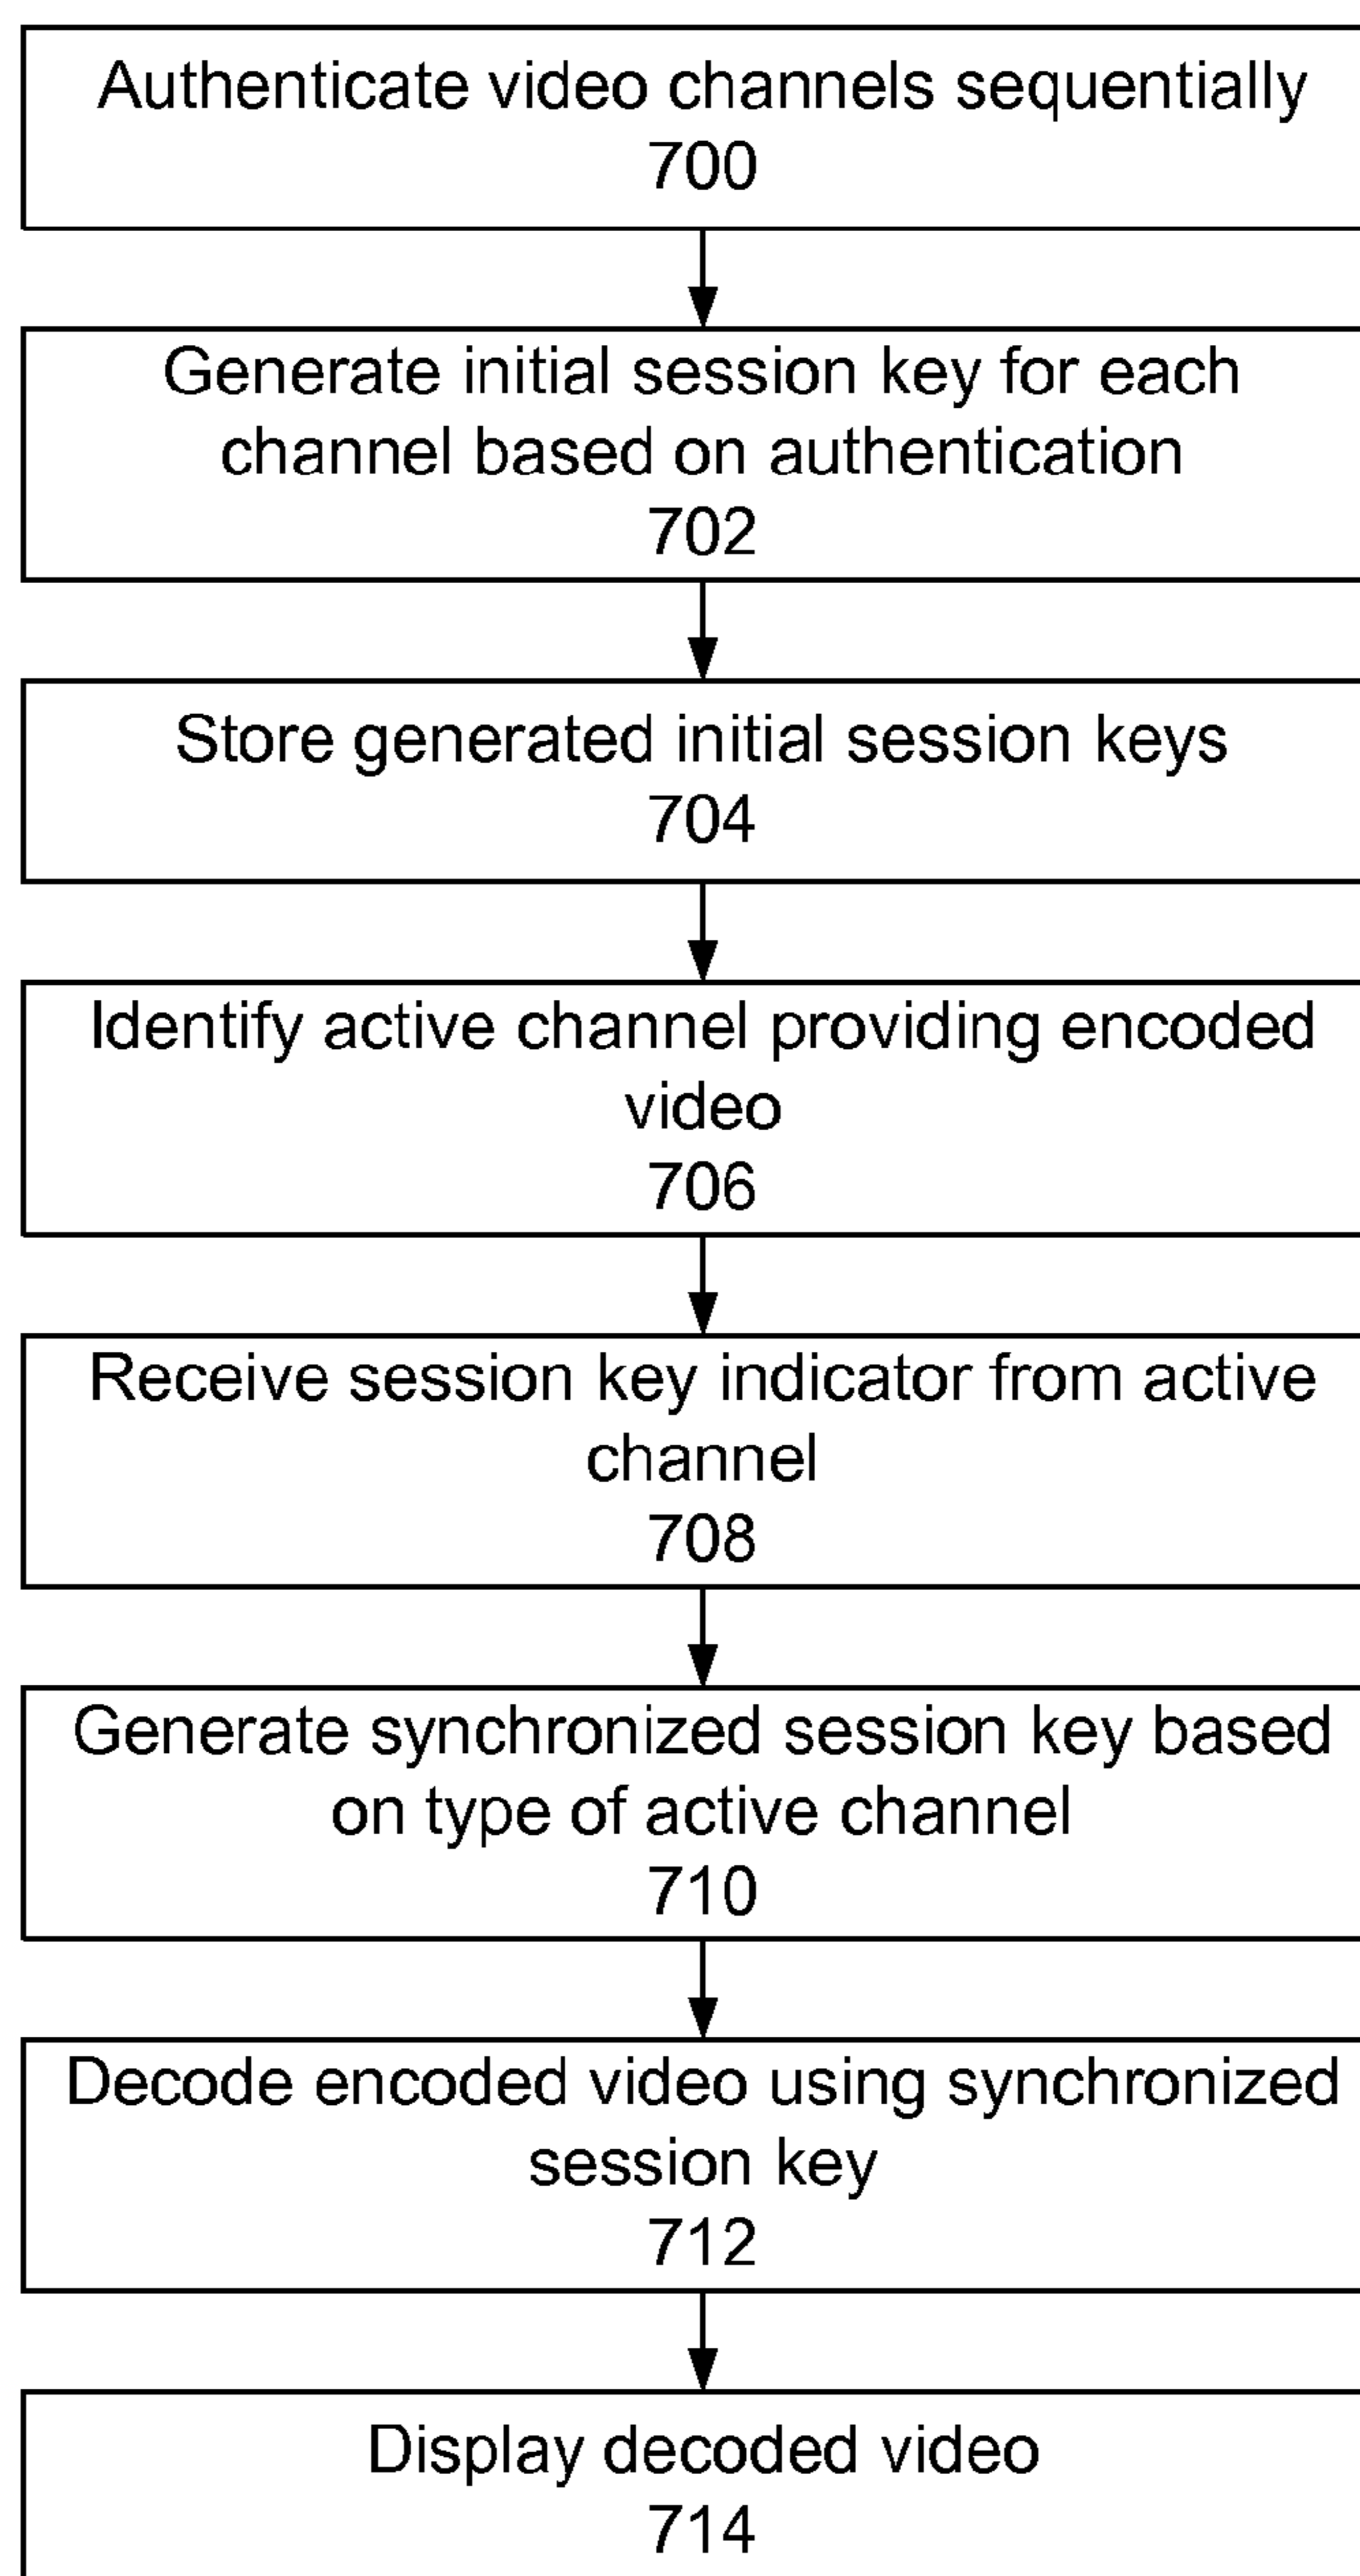 Authenticate video channels sequentially
700
Generate initial session key for each
channel based on authentication
702
Store generated initial session keys
704
Identify active channel providing encoded
video
706
Receive session key indicator from active
channel
708
Generate synchronized session key based
on type of active channel
710
Decode encoded video using synchronized
session key
712
Display decoded video
714